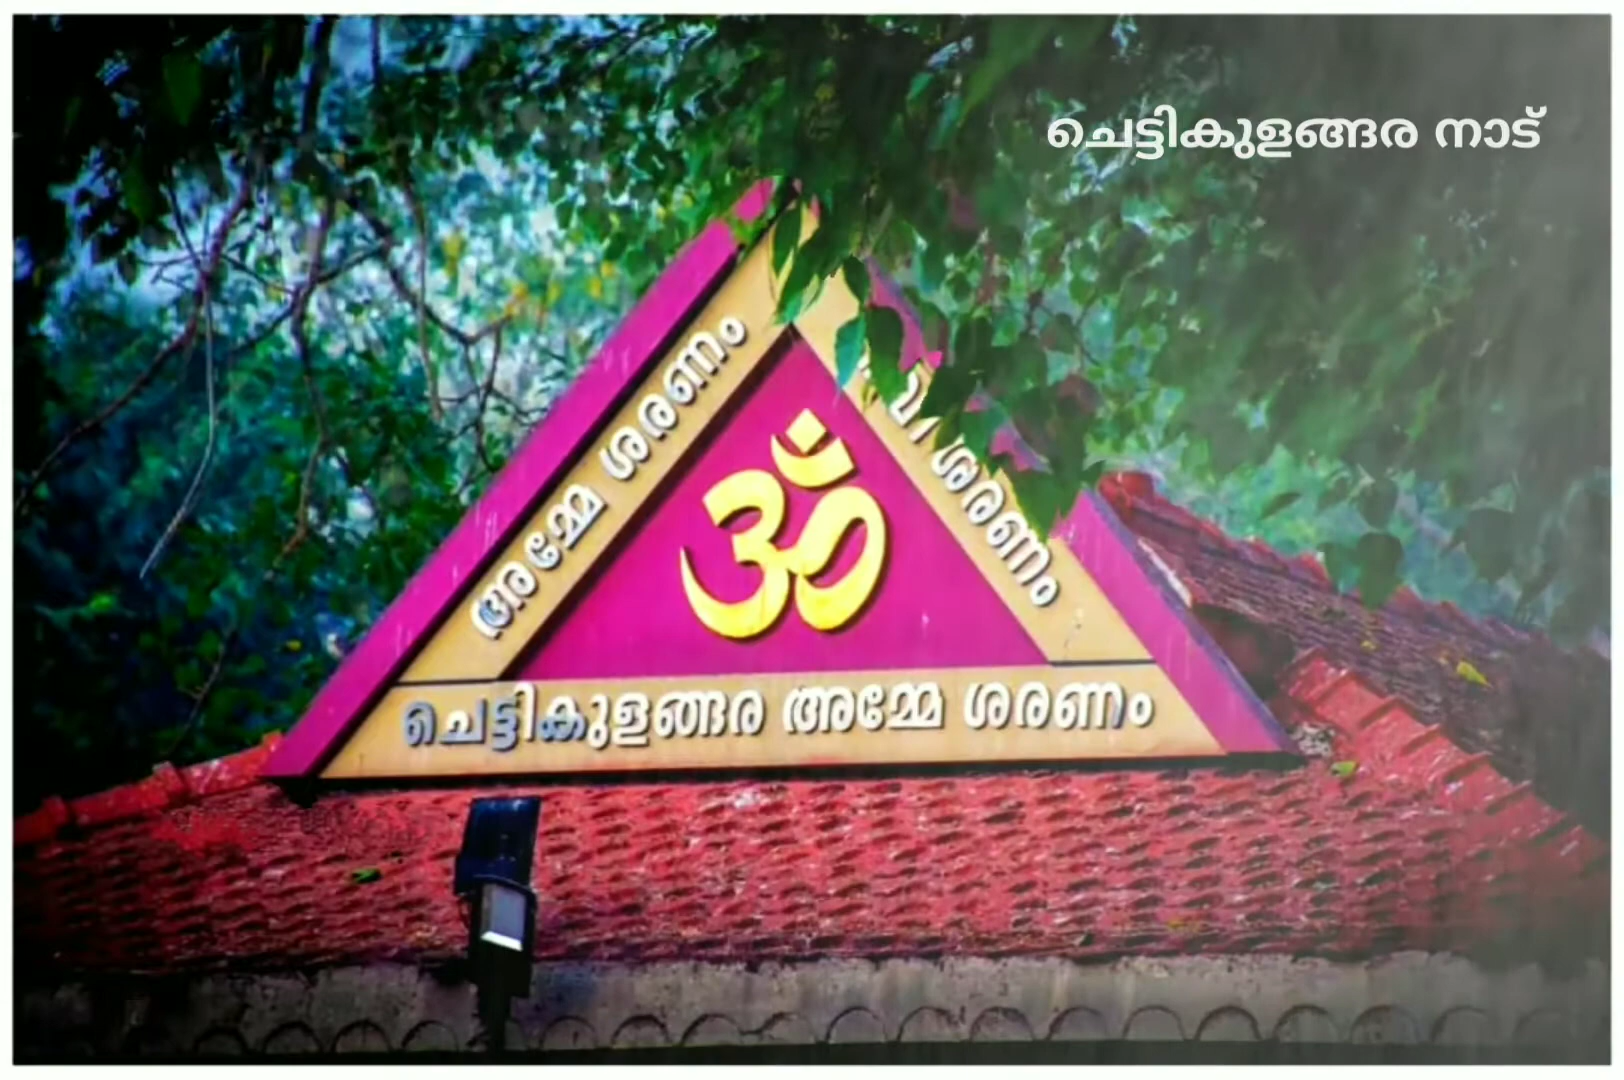 ചെട്ടികുളങ്ങര നാട്
അമ്മേ ശരണം
ശരണം
ॐ
ചെട്ടികുളങ്ങര അമ്മേ ശരണം